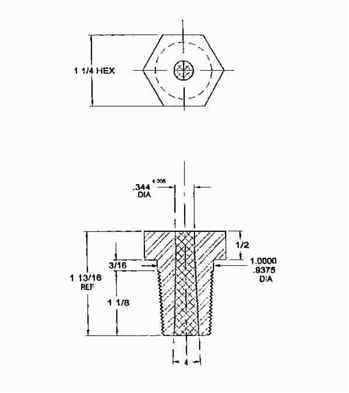 1 1/4 HEX
.344
DIA
1/2
3/16
1.0000
.9375
DIA
1 13/16
REF
1 1/8
4